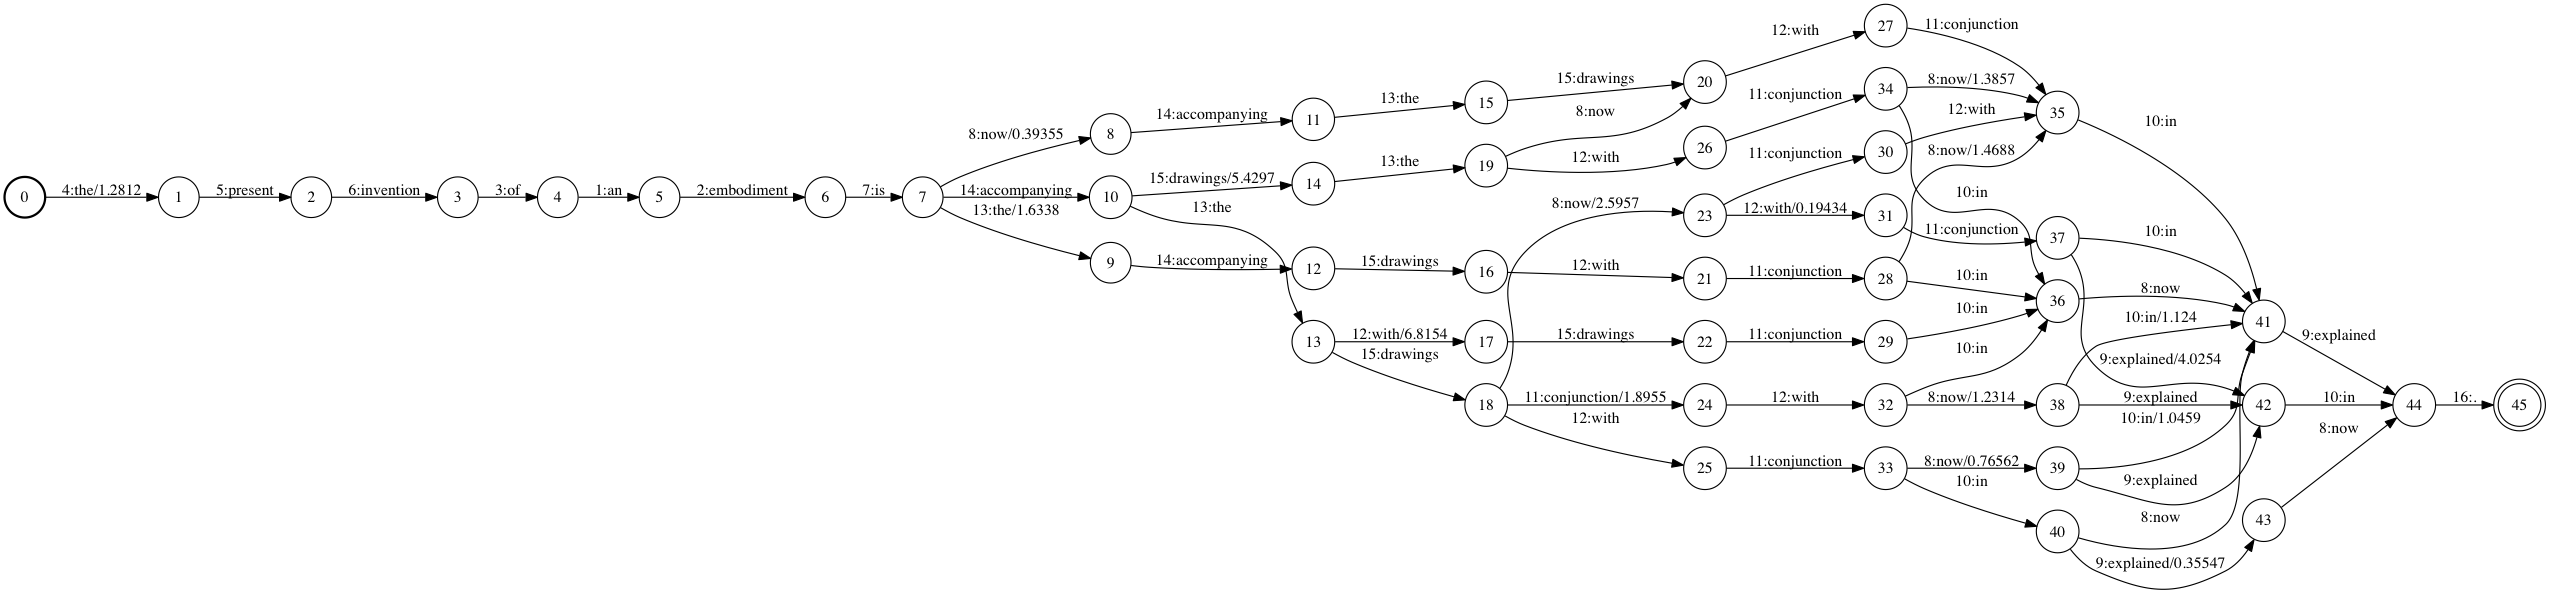 27
11:conjunction
12:with
34
8:now/1.3857
15:drawings
20
11:conjunction
12:with
35
13:the
15
8:now
10:in
14:accompanying
11
8:now/0.39355
8
26
11:conjunction
30
8:now/1.4688
12:with
13:the
19
15:drawings/5.4297
14
10:in
0
4:the/1.2812
1
5:present
2
6:invention
3
3:of
4
1:an
5
2:embodiment
6
7:is
7
14:accompanying
10
13:the/1.6338
13:the
8:now/2.5957
23
12:with/0.19434
31
11:conjunction
37
10:in
9
14:accompanying
12
15:drawings
16
12:with
21
11:conjunction
28
10:in
36
8:now
10:in
10:in/1.124
41
13
12:with/6.8154
17
15:drawings
22
11:conjunction
29
9:explained
15:drawings
10:in
9:explained/4.0254
18
11:conjunction/1.8955
24
12:with
32
8:now/1.2314
38
9:explained
42
10:in
44
16:.
45
12:with
10:in/1.0459
8:now
25
11:conjunction
33
8:now/0.76562
39
9:explained
10:in
8:now
43
40
9:explained/0.35547